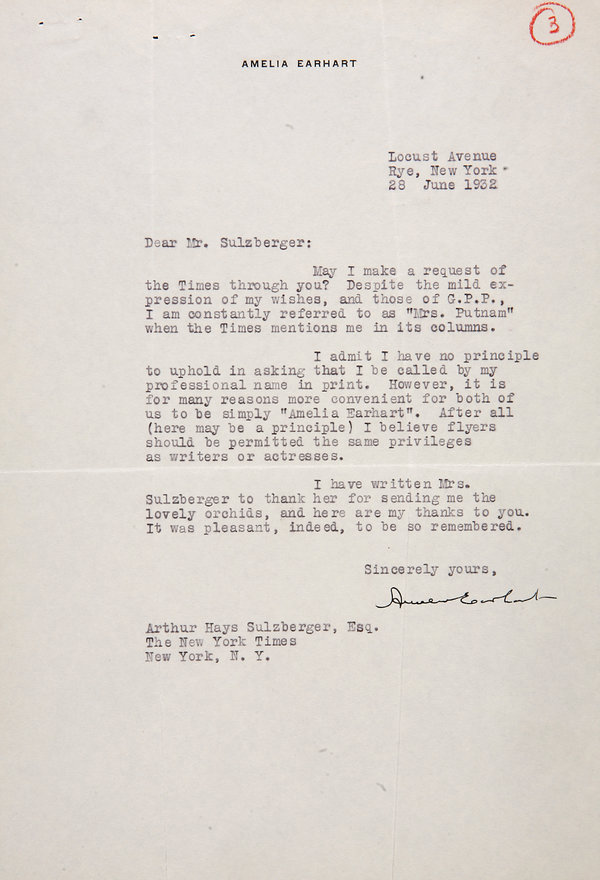 3
AMELIA EARHART
Locust Avenue
Rye, New York
28 June 1932
Dear Mr. Sulzberger:
May I make a request of
the Times through you? Despite the mild ex-
pression of my wishes, and those of G.P.P.,
I am constantly referred to as "Mrs. Putnam"
when the Times mentions me in its columns.
I admit I have no principle
to uphold in asking that I be called by my
professional name in print. However, it is
for many reasons more convenient for both of
us to be simply "Amelia Earhart". After all
(here may be a principle) I believe flyers
should be permitted the same privileges
as writers or actresses.
I have written Mrs.
Sulzberger to thank her for sending me the
lovely orchids, and here are my thanks to you.
It was pleasant, indeed, to be so remembered.
Sincerely yours,
Amelia Earhart
Arthur Hays Sulzberger, Esq.
The New York Times
New York, N. Y.